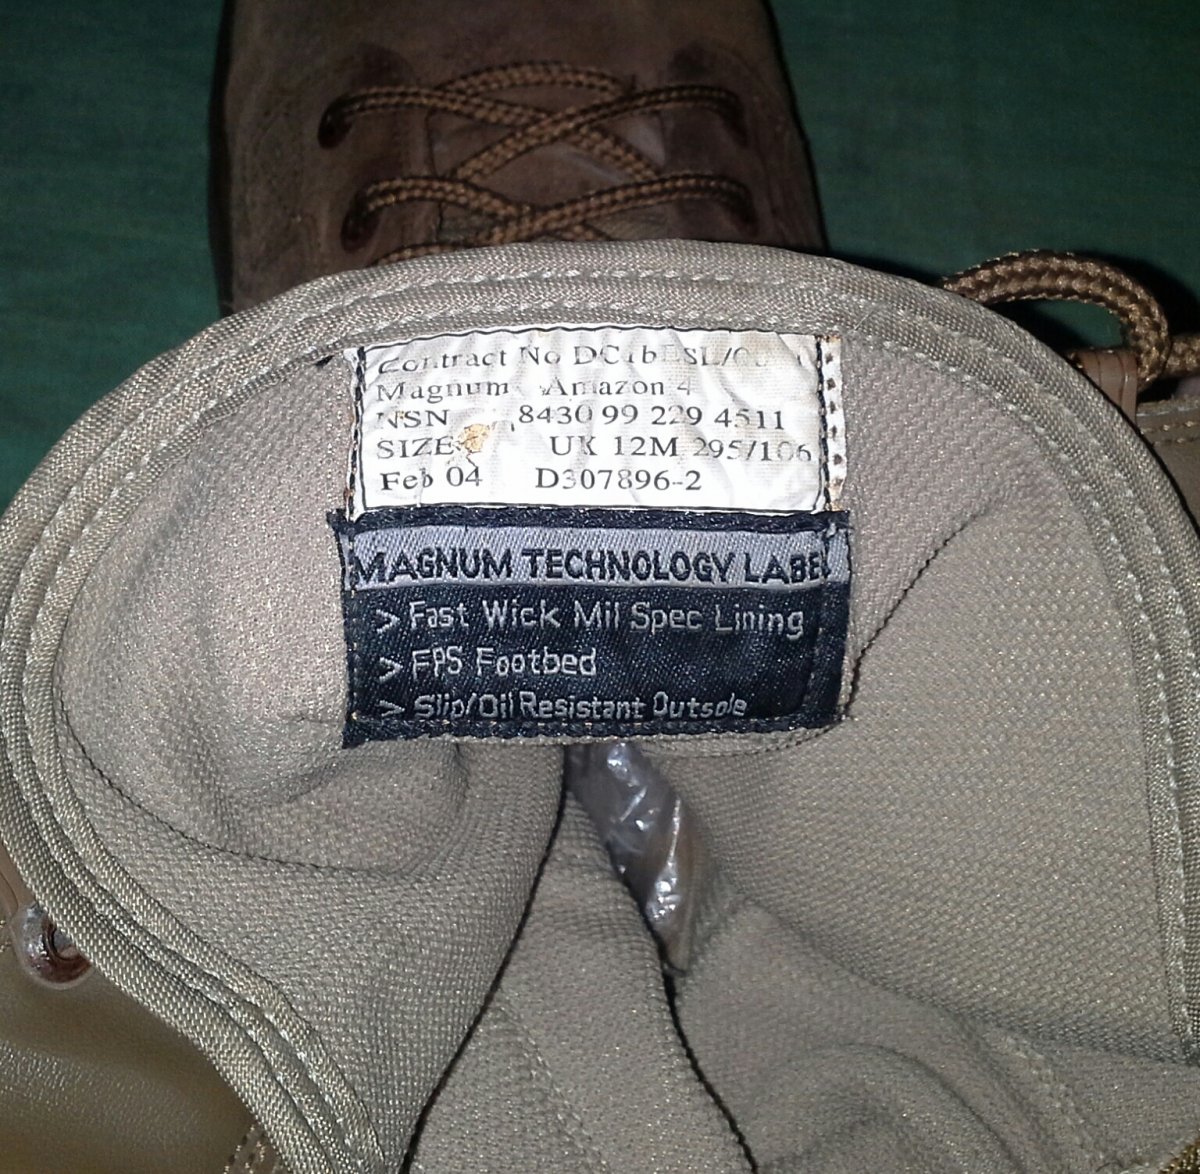 Contract No
Magnum Amazon 4
NSN 8430 99 229 4511
SIZE UK 12M 295/106
Feb 04 D307896-2
MAGNUM TECHNOLOGY LABEL
> Fast Wick Mil Spec Lining
> FPS Footbed
> Slip/Oil Resistant Outsole